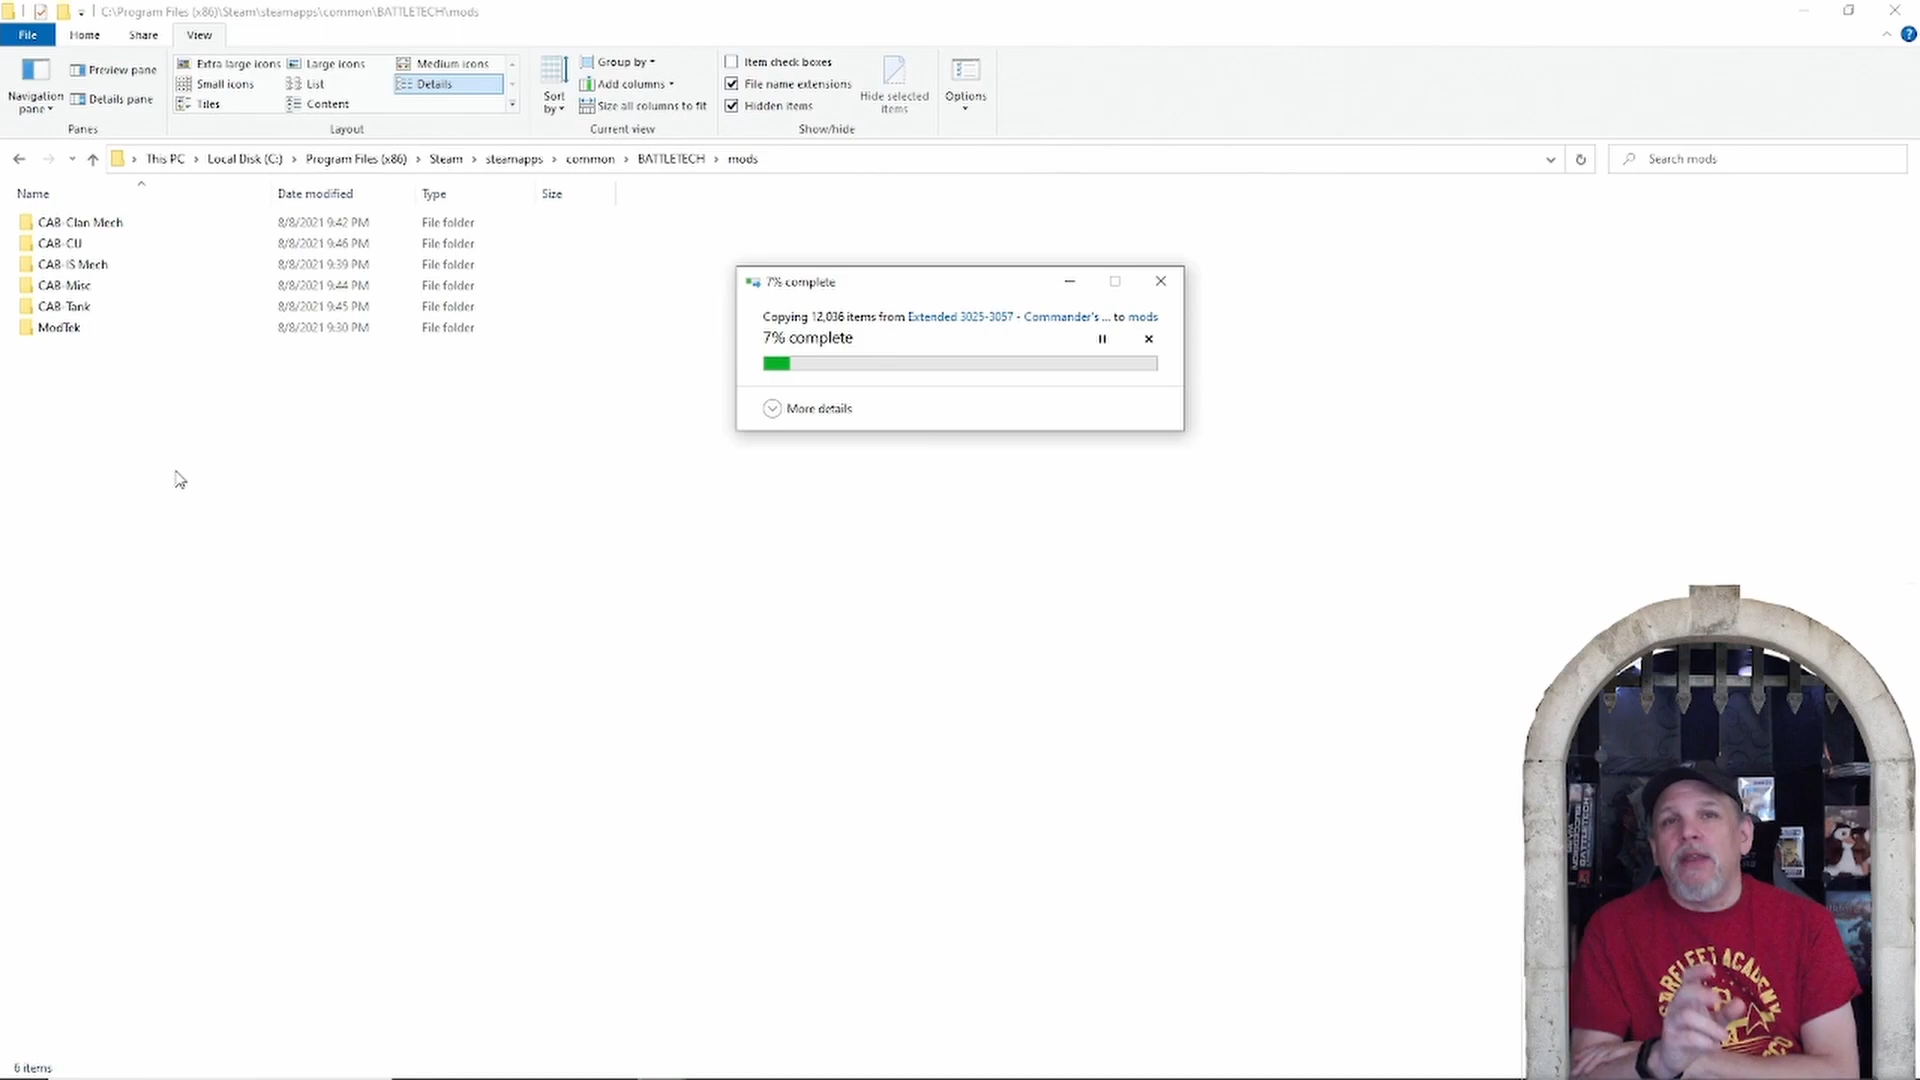 C:\Program Files (x86)\Steam\steamapps\common\BATTLETECH\mods
File Home Share View
Navigation pane
Preview pane
Details pane
Panes
Extra large icons Large icons Medium icons
Small icons List Details
Tiles Content
Layout
Sort by
Group by
Add columns
Size all columns to fit
Current view
Item check boxes
File name extensions
Hidden items
Hide selected items
Show/hide
Options
This PC › Local Disk (C:) › Program Files (x86) › Steam › steamapps › common › BATTLETECH › mods
Search mods
Name Date modified Type Size
CAB-Clan Mech 8/8/2021 9:42 PM File folder
CAB-CU 8/8/2021 9:46 PM File folder
CAB-IS Mech 8/8/2021 9:39 PM File folder
CAB-Misc 8/8/2021 9:44 PM File folder
CAB-Tank 8/8/2021 9:45 PM File folder
ModTek 8/8/2021 9:30 PM File folder
7% complete
Copying 12,036 items from Extended 3025-3057 - Commander's ... to mods
7% complete
More details
BATTLETECH
ACADEMY
6 items